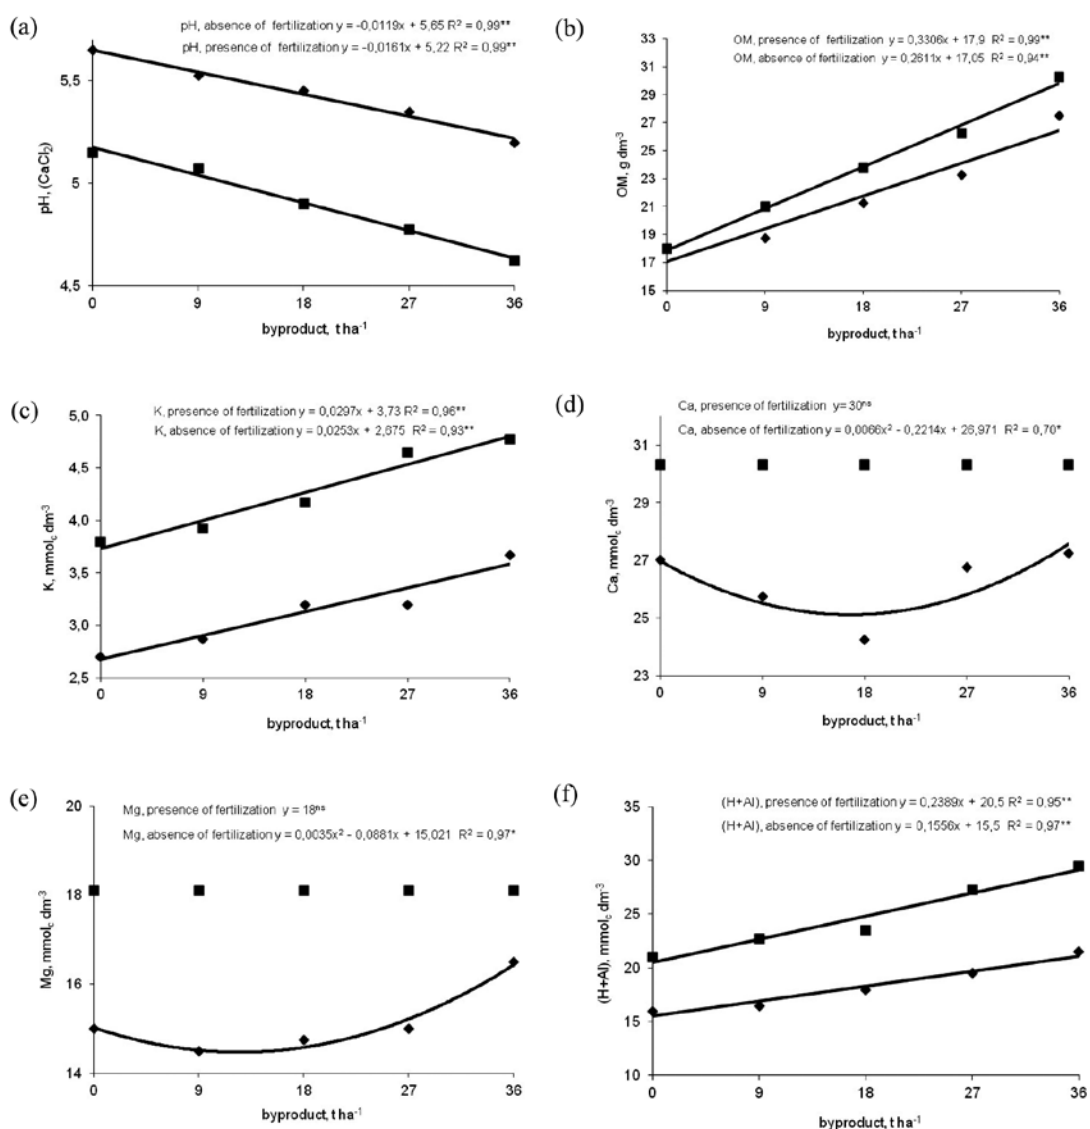 (a)
pH, absence of fertilization y = -0,0119x + 5,65 R² = 0,99**
pH, presence of fertilization y = -0,0161x + 5,22 R² = 0,99**
pH, (CaCl₂)
5,5
5
4,5
0 9 18 27 36
byproduct, t ha⁻¹
(b)
OM, presence of fertilization y = 0,3306x + 17,9 R² = 0,99**
OM, absence of fertilization y = 0,2611x + 17,05 R² = 0,94**
OM, g dm⁻³
33
31
29
27
25
23
21
19
17
15
0 9 18 27 36
byproduct, t ha⁻¹
(c)
K, presence of fertilization y = 0,0297x + 3,73 R² = 0,96**
K, absence of fertilization y = 0,0253x + 2,675 R² = 0,93**
K, mmol꜀ dm⁻³
5,0
4,5
4,0
3,5
3,0
2,5
0 9 18 27 36
byproduct, t ha⁻¹
(d)
Ca, presence of fertilization y= 30ⁿˢ
Ca, absence of fertilization y = 0,0066x² - 0,2214x + 26,971 R² = 0,70*
Ca, mmol꜀ dm⁻³
31
29
27
25
23
0 9 18 27 36
byproduct, t ha⁻¹
(e)
Mg, presence of fertilization y = 18ⁿˢ
Mg, absence of fertilization y = 0,0035x² - 0,0881x + 15,021 R² = 0,97*
Mg, mmol꜀ dm⁻³
20
18
16
14
0 9 18 27 36
byproduct, t ha⁻¹
(f)
(H+Al), presence of fertilization y = 0,2389x + 20,5 R² = 0,95**
(H+Al), absence of fertilization y = 0,1556x + 15,5 R² = 0,97**
(H+Al), mmol꜀ dm⁻³
35
30
25
20
15
10
0 9 18 27 36
byproduct, t ha⁻¹